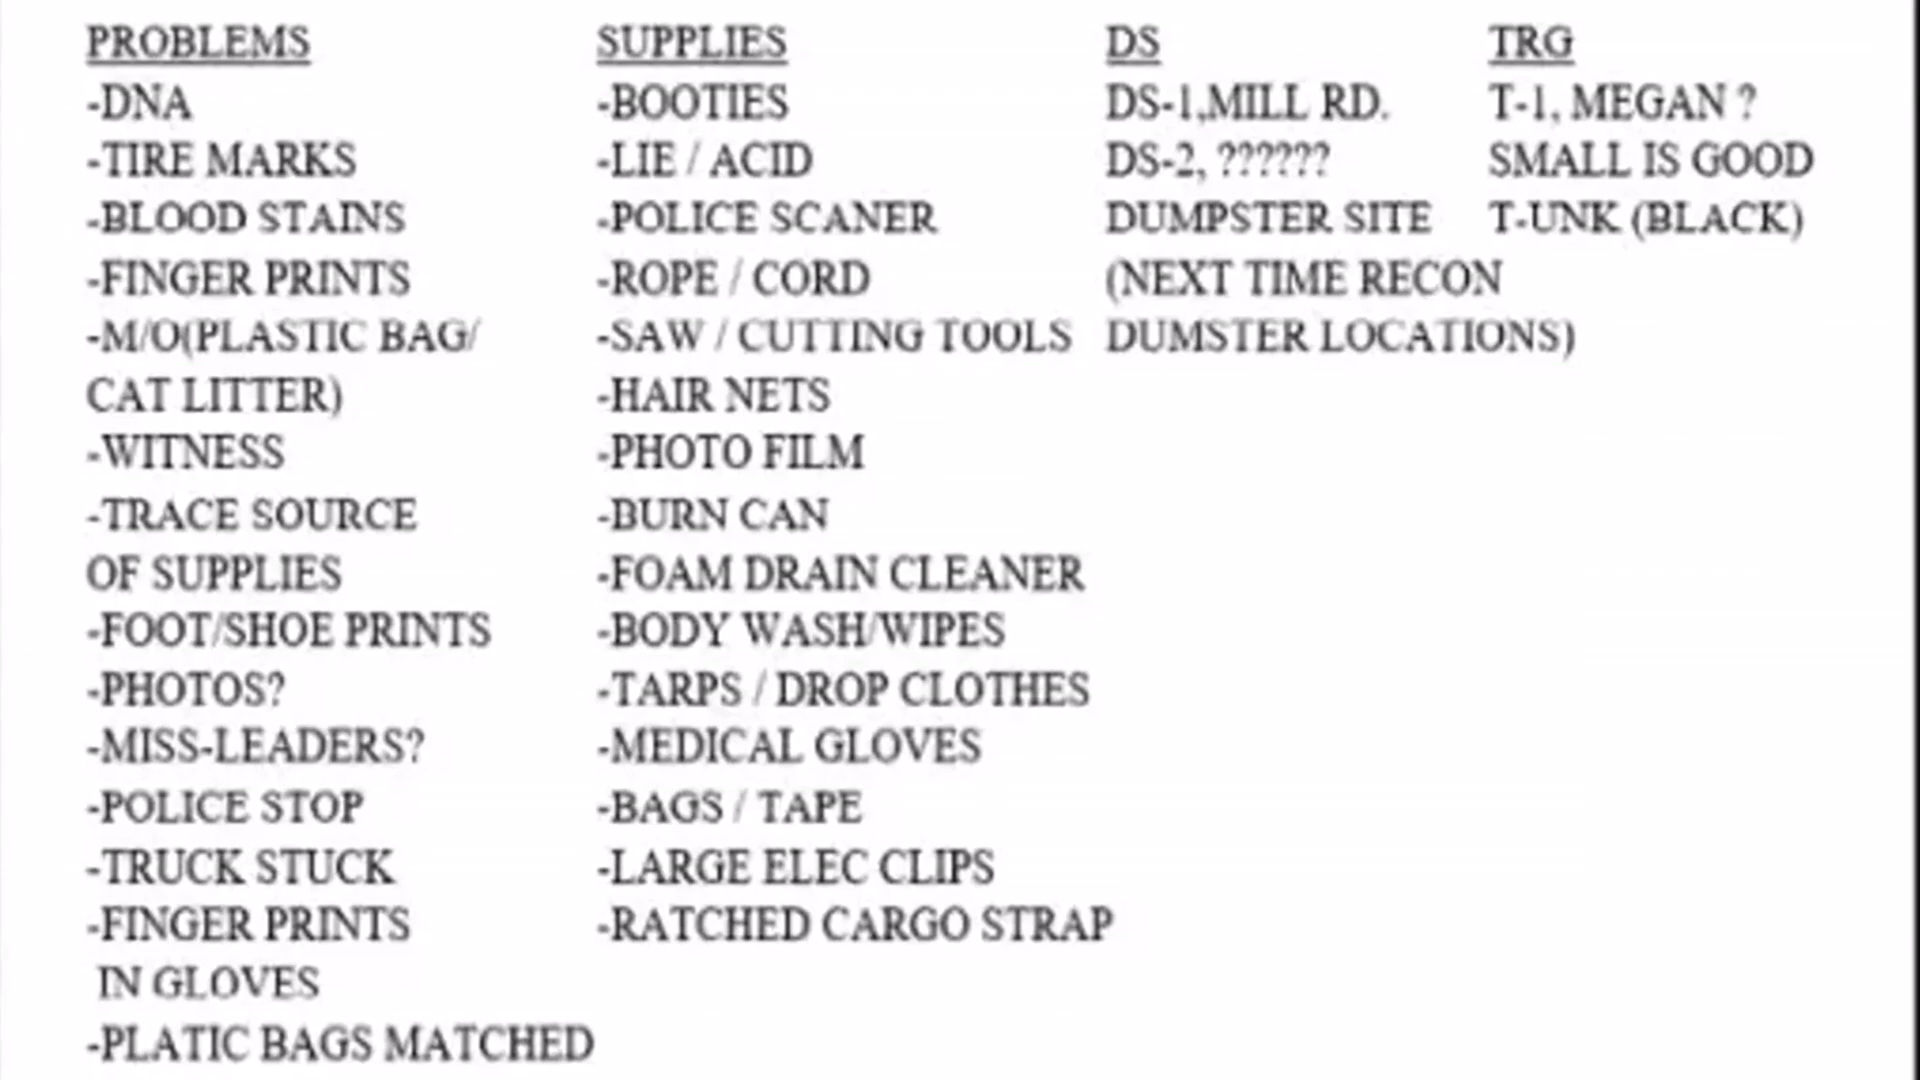 PROBLEMS
-DNA
-TIRE MARKS
-BLOOD STAINS
-FINGER PRINTS
-M/O(PLASTIC BAG/
CAT LITTER)
-WITNESS
-TRACE SOURCE
OF SUPPLIES
-FOOT/SHOE PRINTS
-PHOTOS?
-MISS-LEADERS?
-POLICE STOP
-TRUCK STUCK
-FINGER PRINTS
IN GLOVES
-PLATIC BAGS MATCHED
SUPPLIES
-BOOTIES
-LIE / ACID
-POLICE SCANER
-ROPE / CORD
-SAW / CUTTING TOOLS
-HAIR NETS
-PHOTO FILM
-BURN CAN
-FOAM DRAIN CLEANER
-BODY WASH/WIPES
-TARPS / DROP CLOTHES
-MEDICAL GLOVES
-BAGS / TAPE
-LARGE ELEC CLIPS
-RATCHED CARGO STRAP
DS
DS-1,MILL RD.
DS-2, ??????
DUMPSTER SITE
(NEXT TIME RECON
DUMSTER LOCATIONS)
TRG
T-1, MEGAN ?
SMALL IS GOOD
T-UNK (BLACK)